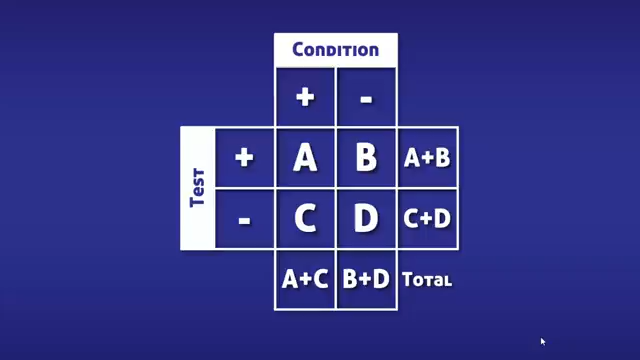 Condition
+ -
Test + A B A+B
- C D C+D
A+C B+D Total